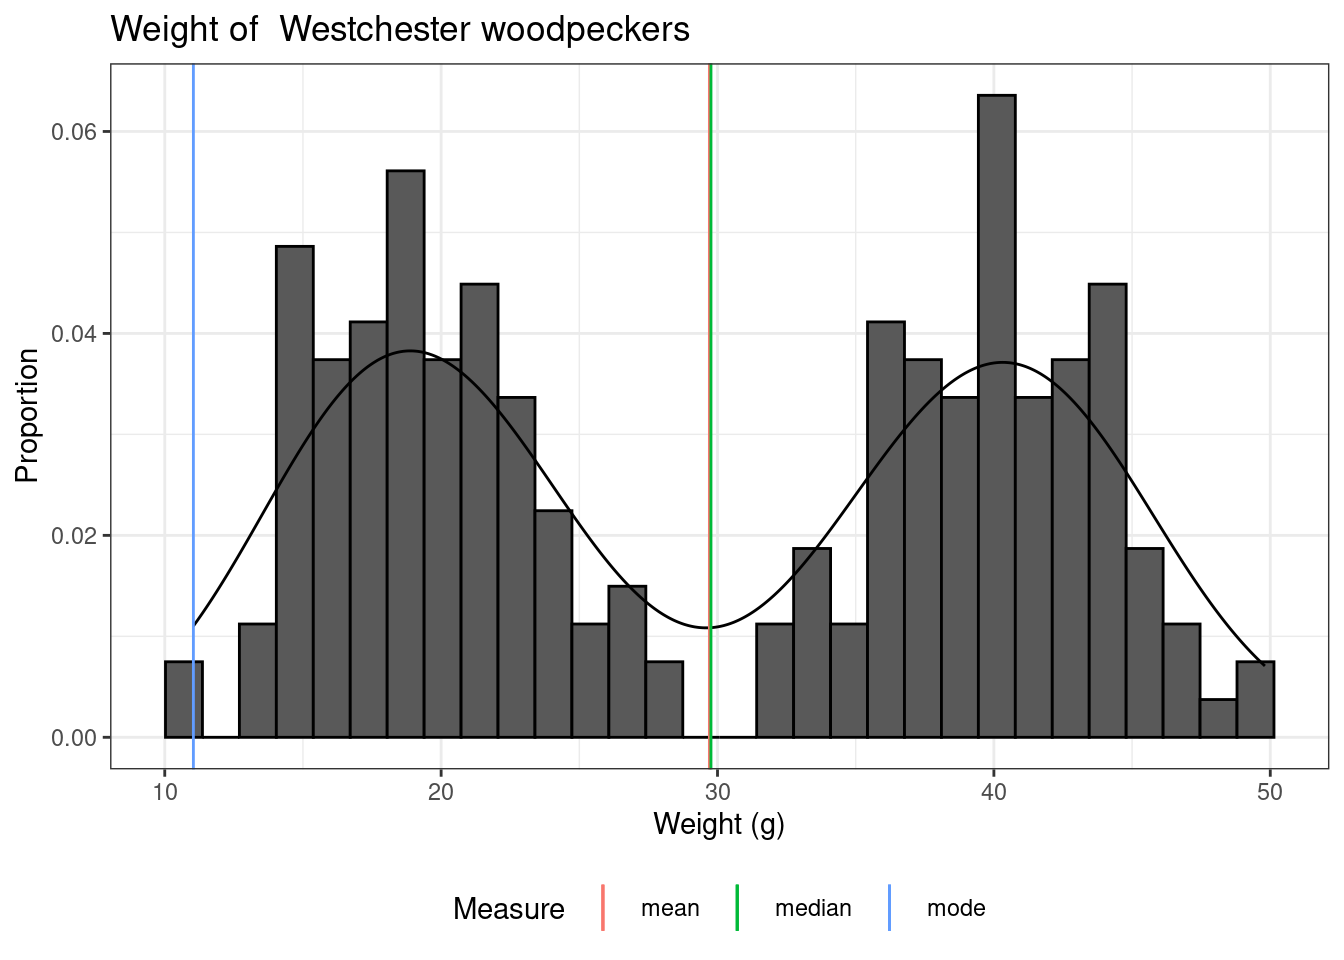 Weight of  Westchester woodpeckers
0.06
0.04
0.02
0.00
Proportion
10 20 30 40 50
Weight (g)
Measure mean median mode